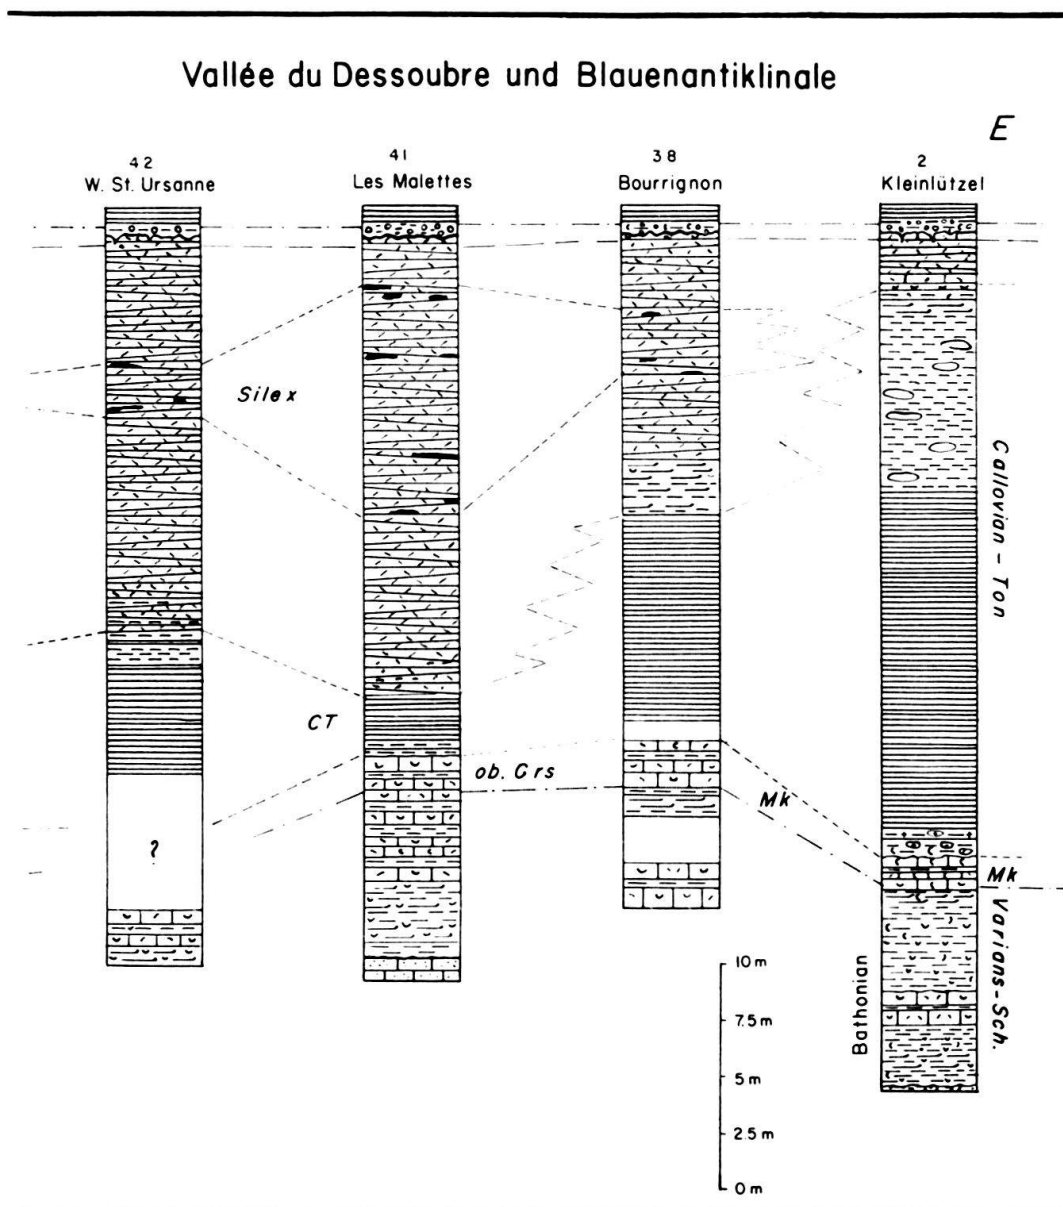 Vallée du Dessoubre und Blauenantiklinale
E
42
W. St. Ursanne
41
Les Malettes
38
Bourrignon
2
Kleinlützel
Silex
CT
ob. Grs
Mk
?
Callovian - Ton
Mk
Varians-Sch.
Bathonian
10 m
7.5 m
5 m
2.5 m
0 m